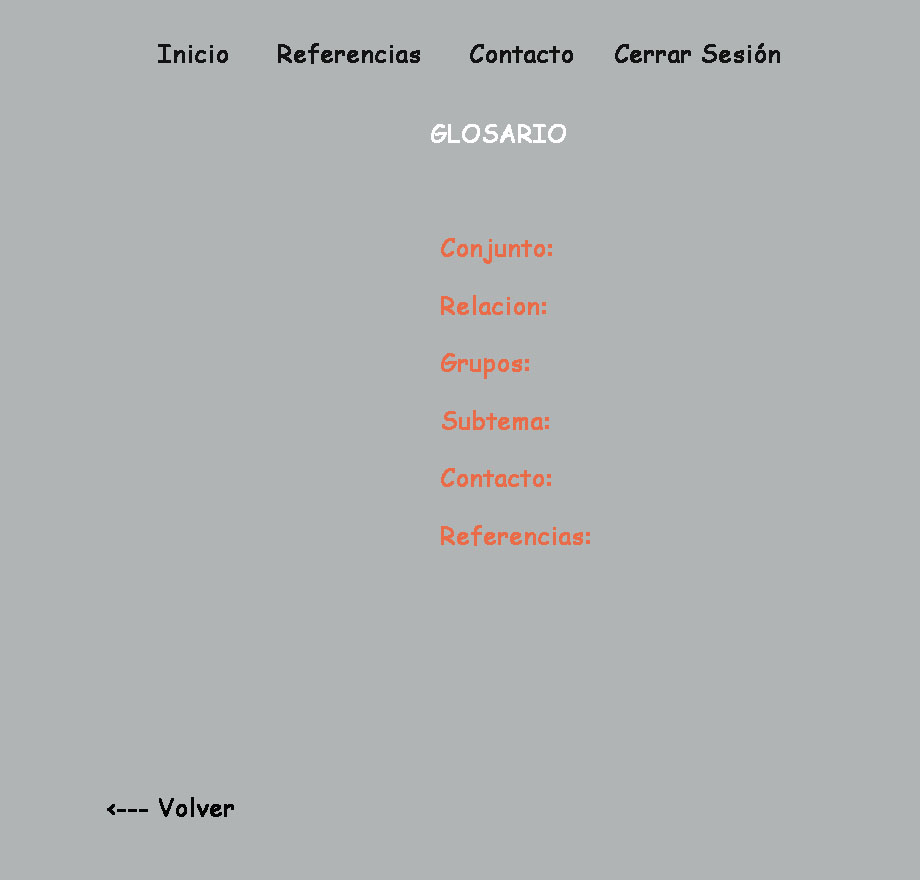 Inicio Referencias Contacto Cerrar Sesión
GLOSARIO
Conjunto:
Relacion:
Grupos:
Subtema:
Contacto:
Referencias:
<--- Volver